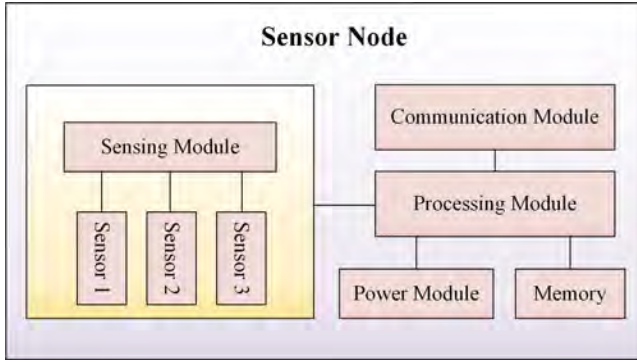 Sensor Node
Sensing Module
Sensor 1
Sensor 2
Sensor 3
Communication Module
Processing Module
Power Module
Memory